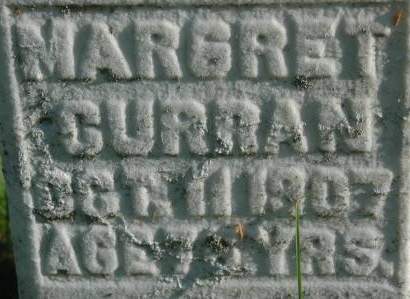 MARGRET
CURRAN
OCT. 11 1907
AGE YRS.